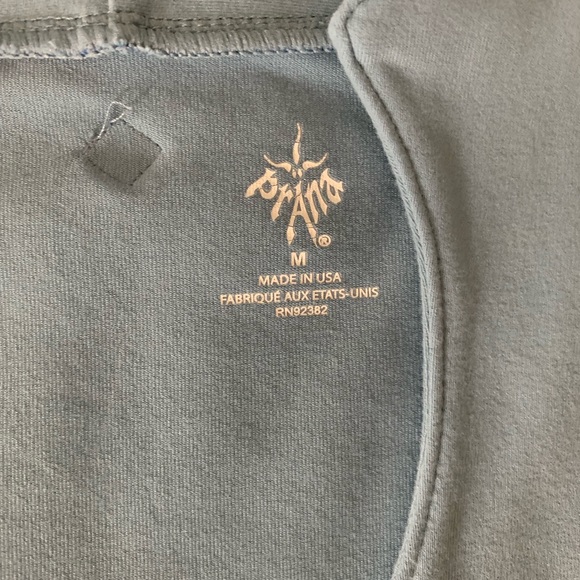 prAna®
M
MADE IN USA
FABRIQUÉ AUX ETATS-UNIS
RN92382